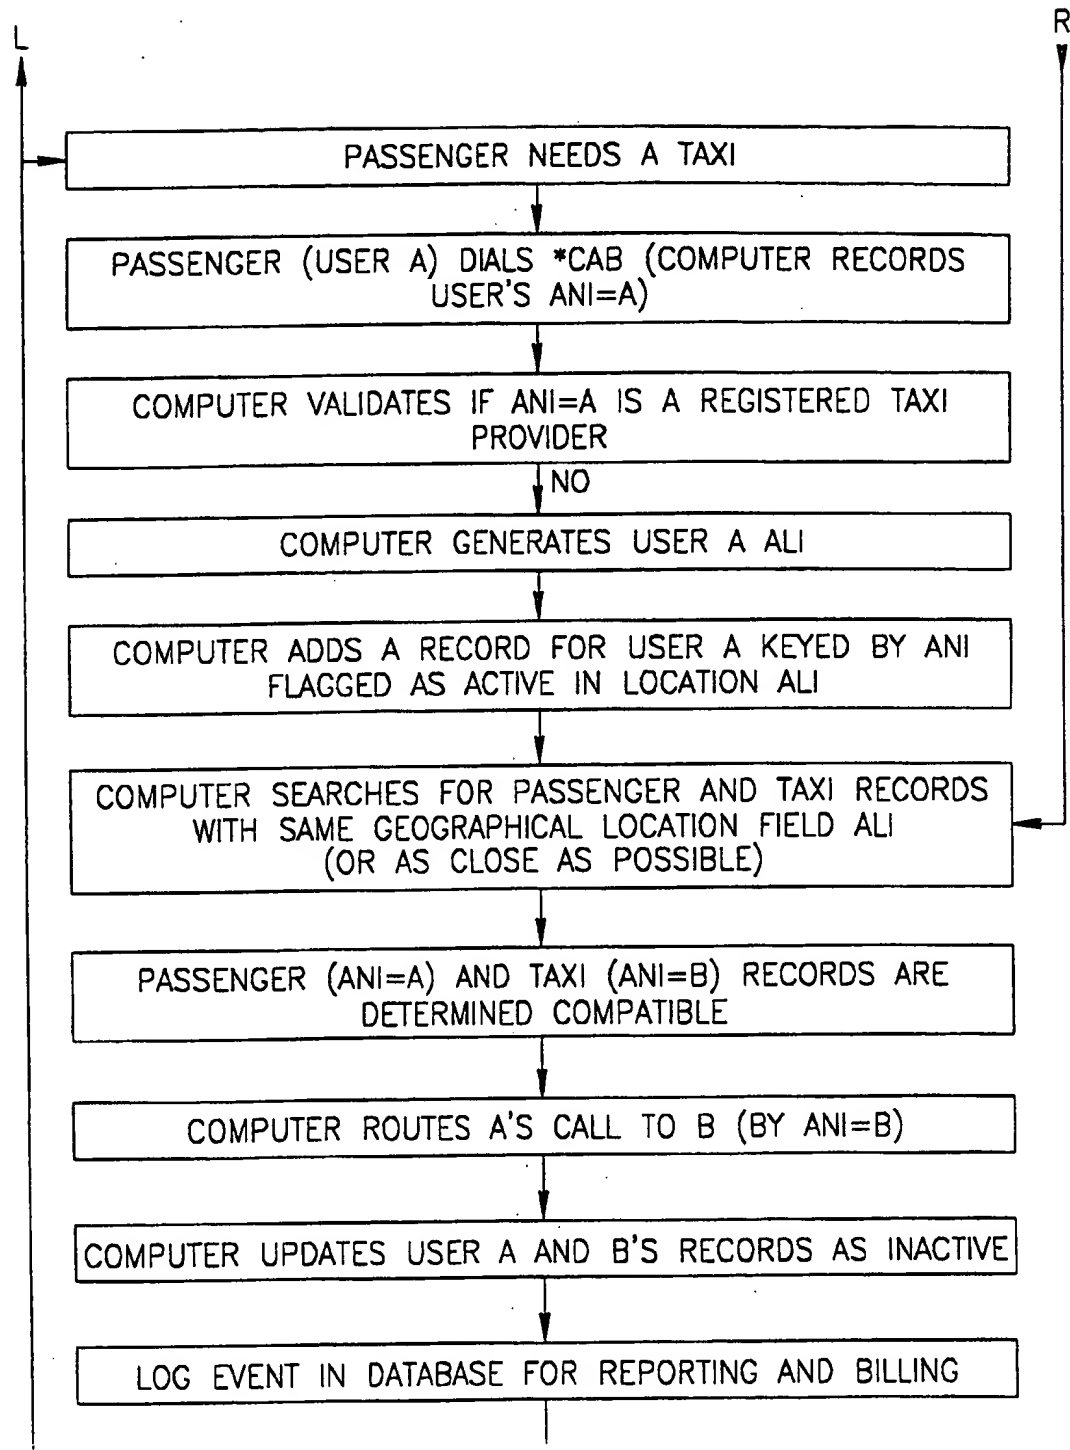 L
R
PASSENGER NEEDS A TAXI
PASSENGER (USER A) DIALS *CAB (COMPUTER RECORDS
USER'S ANI=A)
COMPUTER VALIDATES IF ANI=A IS A REGISTERED TAXI
PROVIDER
NO
COMPUTER GENERATES USER A ALI
COMPUTER ADDS A RECORD FOR USER A KEYED BY ANI
FLAGGED AS ACTIVE IN LOCATION ALI
COMPUTER SEARCHES FOR PASSENGER AND TAXI RECORDS
WITH SAME GEOGRAPHICAL LOCATION FIELD ALI
(OR AS CLOSE AS POSSIBLE)
PASSENGER (ANI=A) AND TAXI (ANI=B) RECORDS ARE
DETERMINED COMPATIBLE
COMPUTER ROUTES A'S CALL TO B (BY ANI=B)
COMPUTER UPDATES USER A AND B'S RECORDS AS INACTIVE
LOG EVENT IN DATABASE FOR REPORTING AND BILLING